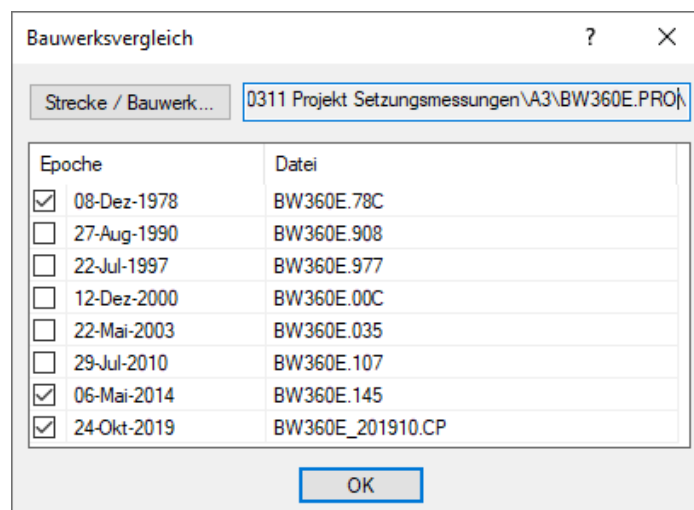 Bauwerksvergleich ?
Strecke / Bauwerk... 0311 Projekt Setzungsmessungen\A3\BW360E.PRO\
Epoche Datei
08-Dez-1978 BW360E.78C
27-Aug-1990 BW360E.908
22-Jul-1997 BW360E.977
12-Dez-2000 BW360E.00C
22-Mai-2003 BW360E.035
29-Jul-2010 BW360E.107
06-Mai-2014 BW360E.145
24-Okt-2019 BW360E_201910.CP
OK